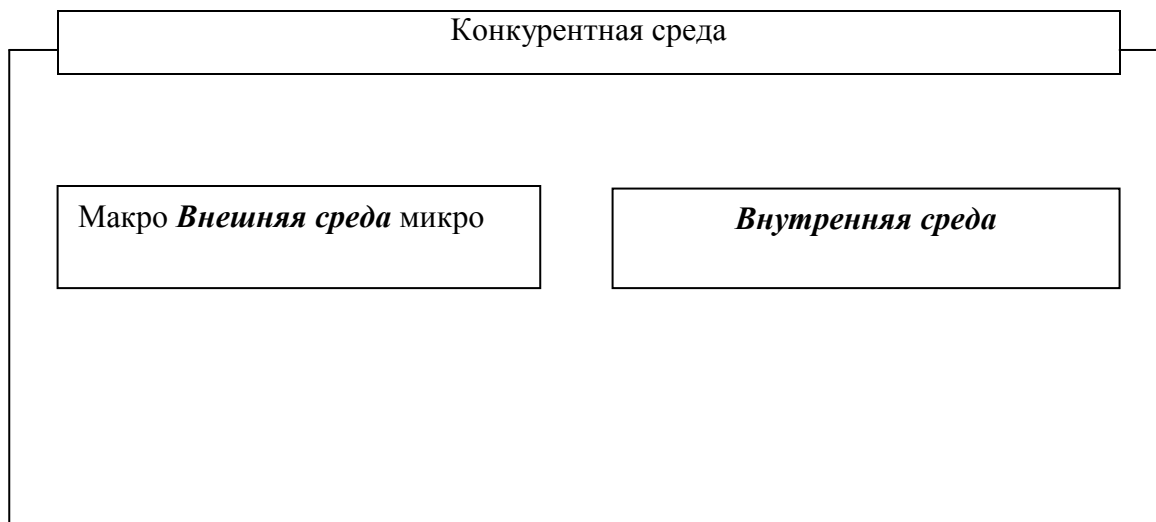 Конкурентная среда
Макро Внешняя среда микро
Внутренняя среда